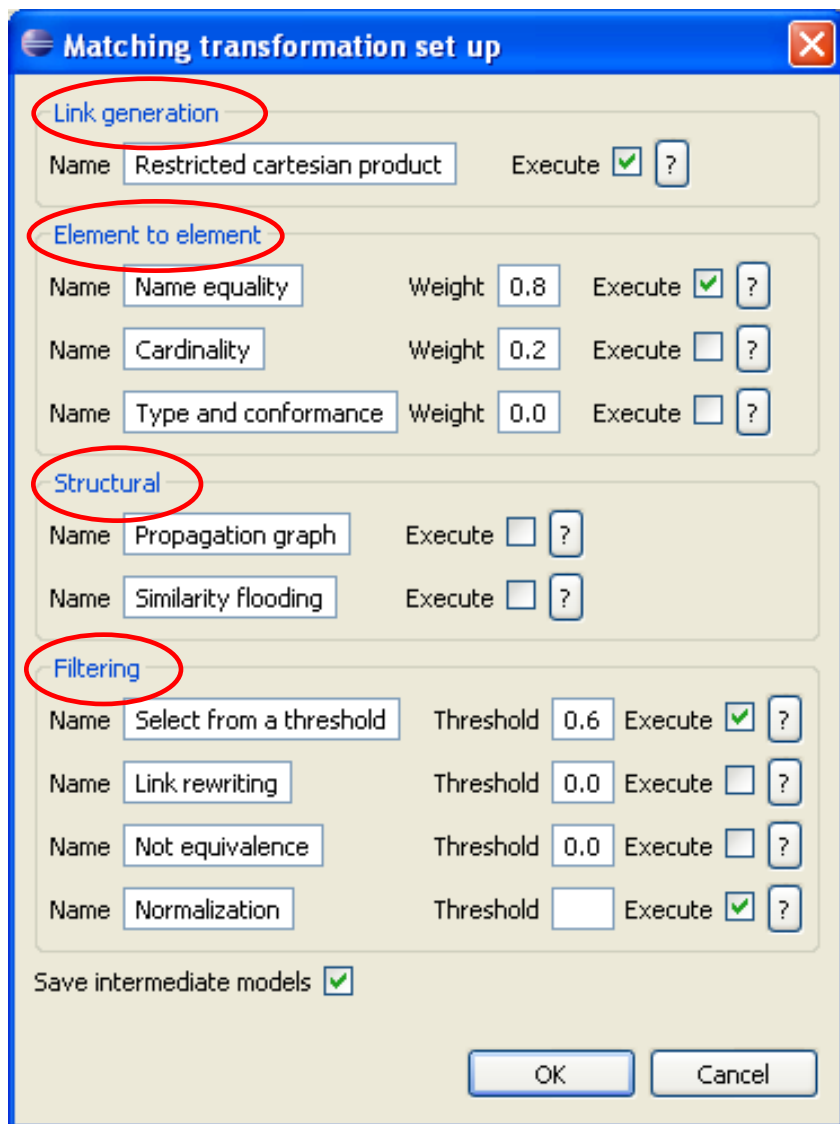 Matching transformation set up
Link generation
Name Restricted cartesian product Execute ?
Element to element
Name Name equality Weight 0.8 Execute ?
Name Cardinality Weight 0.2 Execute ?
Name Type and conformance Weight 0.0 Execute ?
Structural
Name Propagation graph Execute ?
Name Similarity flooding Execute ?
Filtering
Name Select from a threshold Threshold 0.6 Execute ?
Name Link rewriting Threshold 0.0 Execute ?
Name Not equivalence Threshold 0.0 Execute ?
Name Normalization Threshold Execute ?
Save intermediate models
OK Cancel